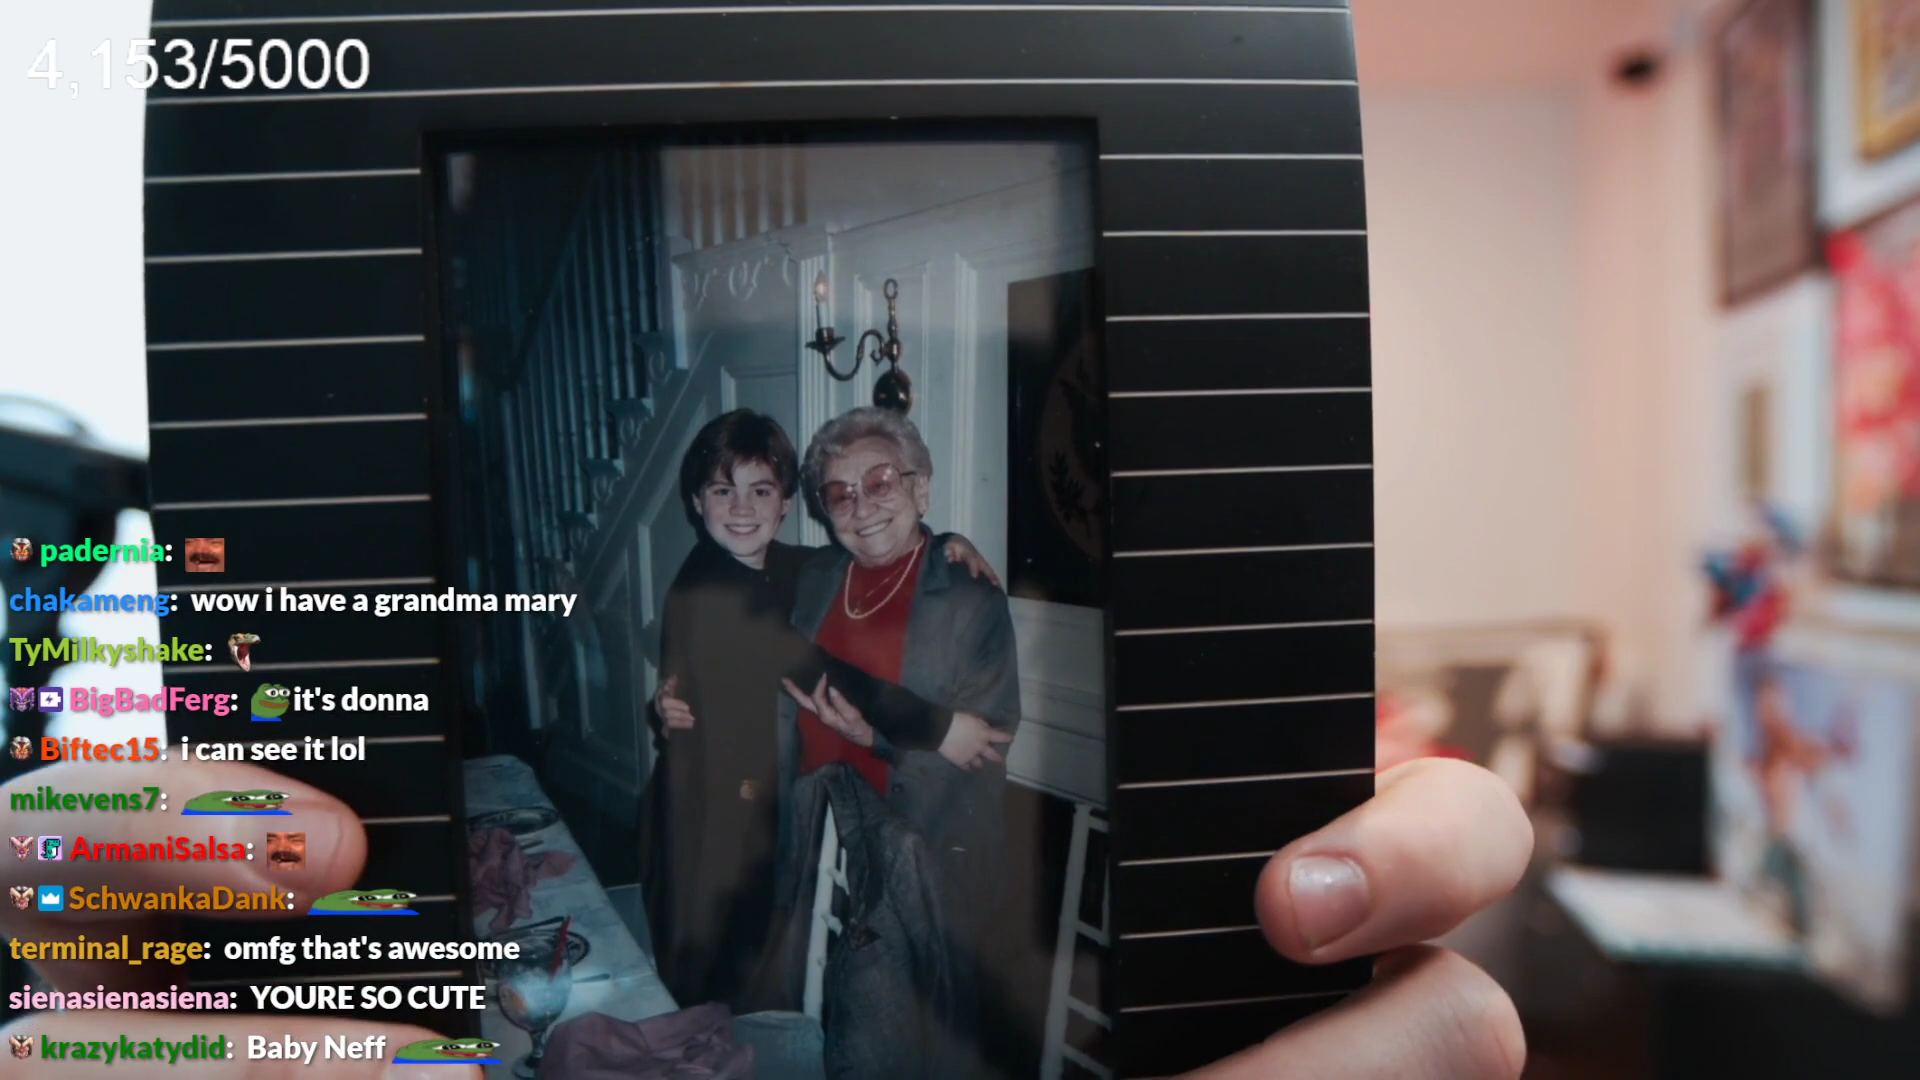 4,153/5000
padernia:
chakameng: wow i have a grandma mary
TyMilkyshake:
BigBadFerg: it's donna
Biftec15: i can see it lol
mikevens7:
ArmaniSalsa:
SchwankaDank:
terminal_rage: omfg that's awesome
sienasienasiena: YOURE SO CUTE
krazykatydid: Baby Neff